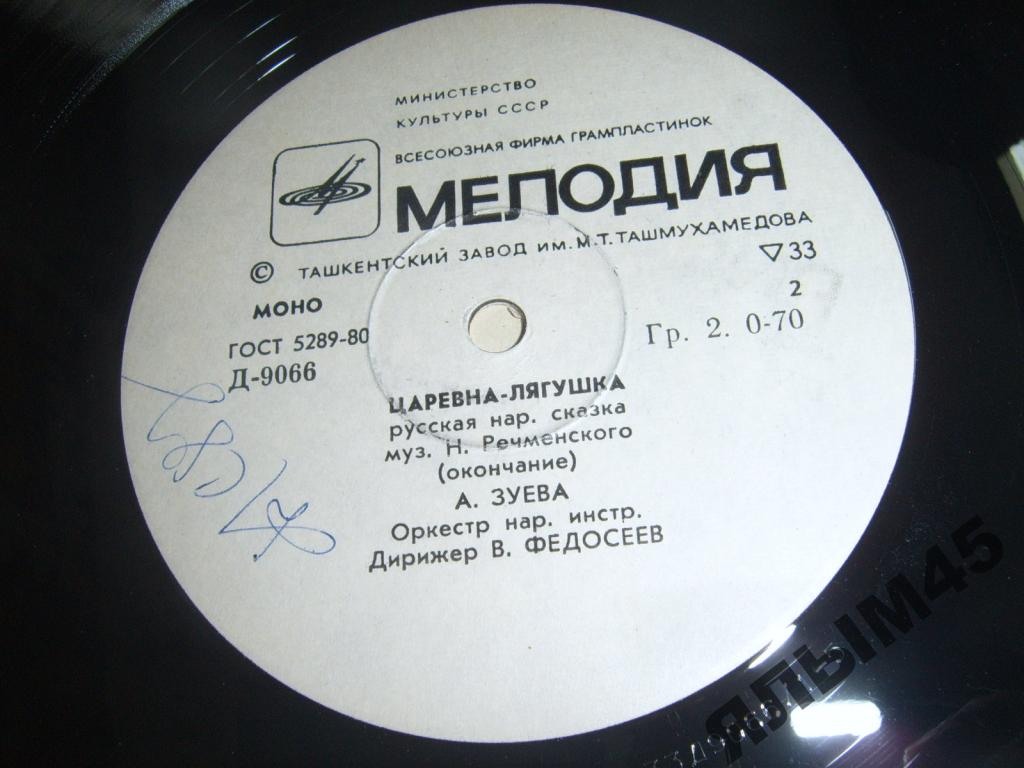 МИНИСТЕРСТВО
КУЛЬТУРЫ СССР
ВСЕСОЮЗНАЯ ФИРМА ГРАМПЛАСТИНОК
МЕЛОДИЯ
© ТАШКЕНТСКИЙ ЗАВОД ИМ. М. Т. ТАШМУХАМЕДОВА
▽33
МОНО
2
ГОСТ 5289-80
Гр. 2. 0-70
Д-9066
ЦАРЕВНА-ЛЯГУШКА
русская нар. сказка
муз. Н. Речменского
(окончание)
А. ЗУЕВА
Оркестр нар. инстр.
Дирижер В. ФЕДОСЕЕВ
ЯЛЫМ45